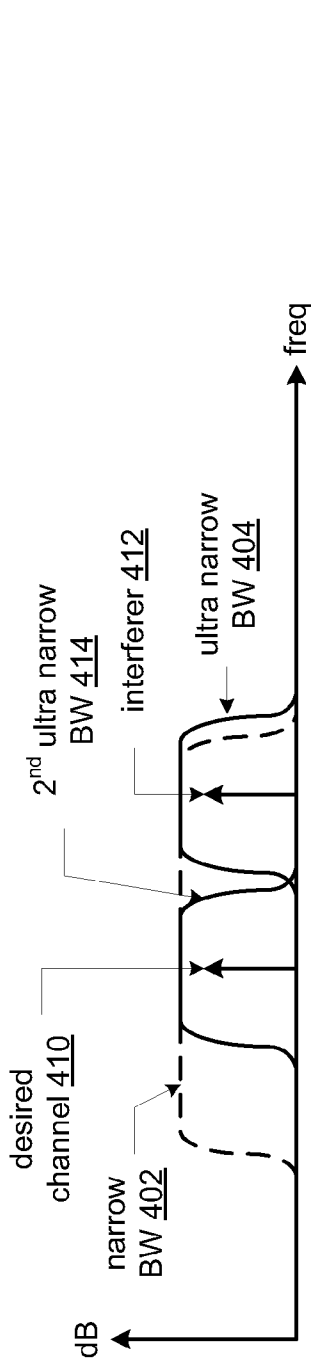 dB
narrow
BW 402
desired
channel 410
2nd ultra narrow
BW 414
interferer 412
ultra narrow
BW 404
freq